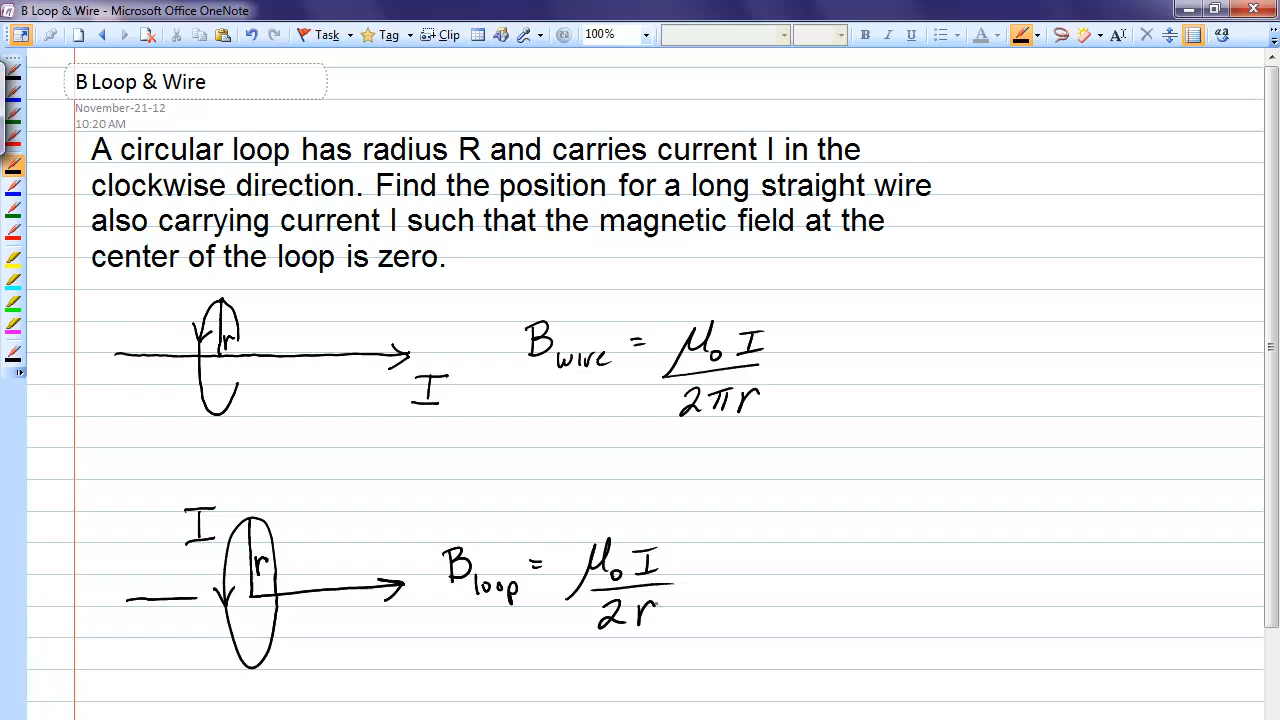 B Loop & Wire - Microsoft Office OneNote
Task Tag Clip 100% B I U A A
B Loop & Wire
November-21-12
10:20 AM
A circular loop has radius R and carries current I in the
clockwise direction. Find the position for a long straight wire
also carrying current I such that the magnetic field at the
center of the loop is zero.
r
I
B_wire = μ₀ I / 2πr
I
r
B_loop = μ₀ I / 2r